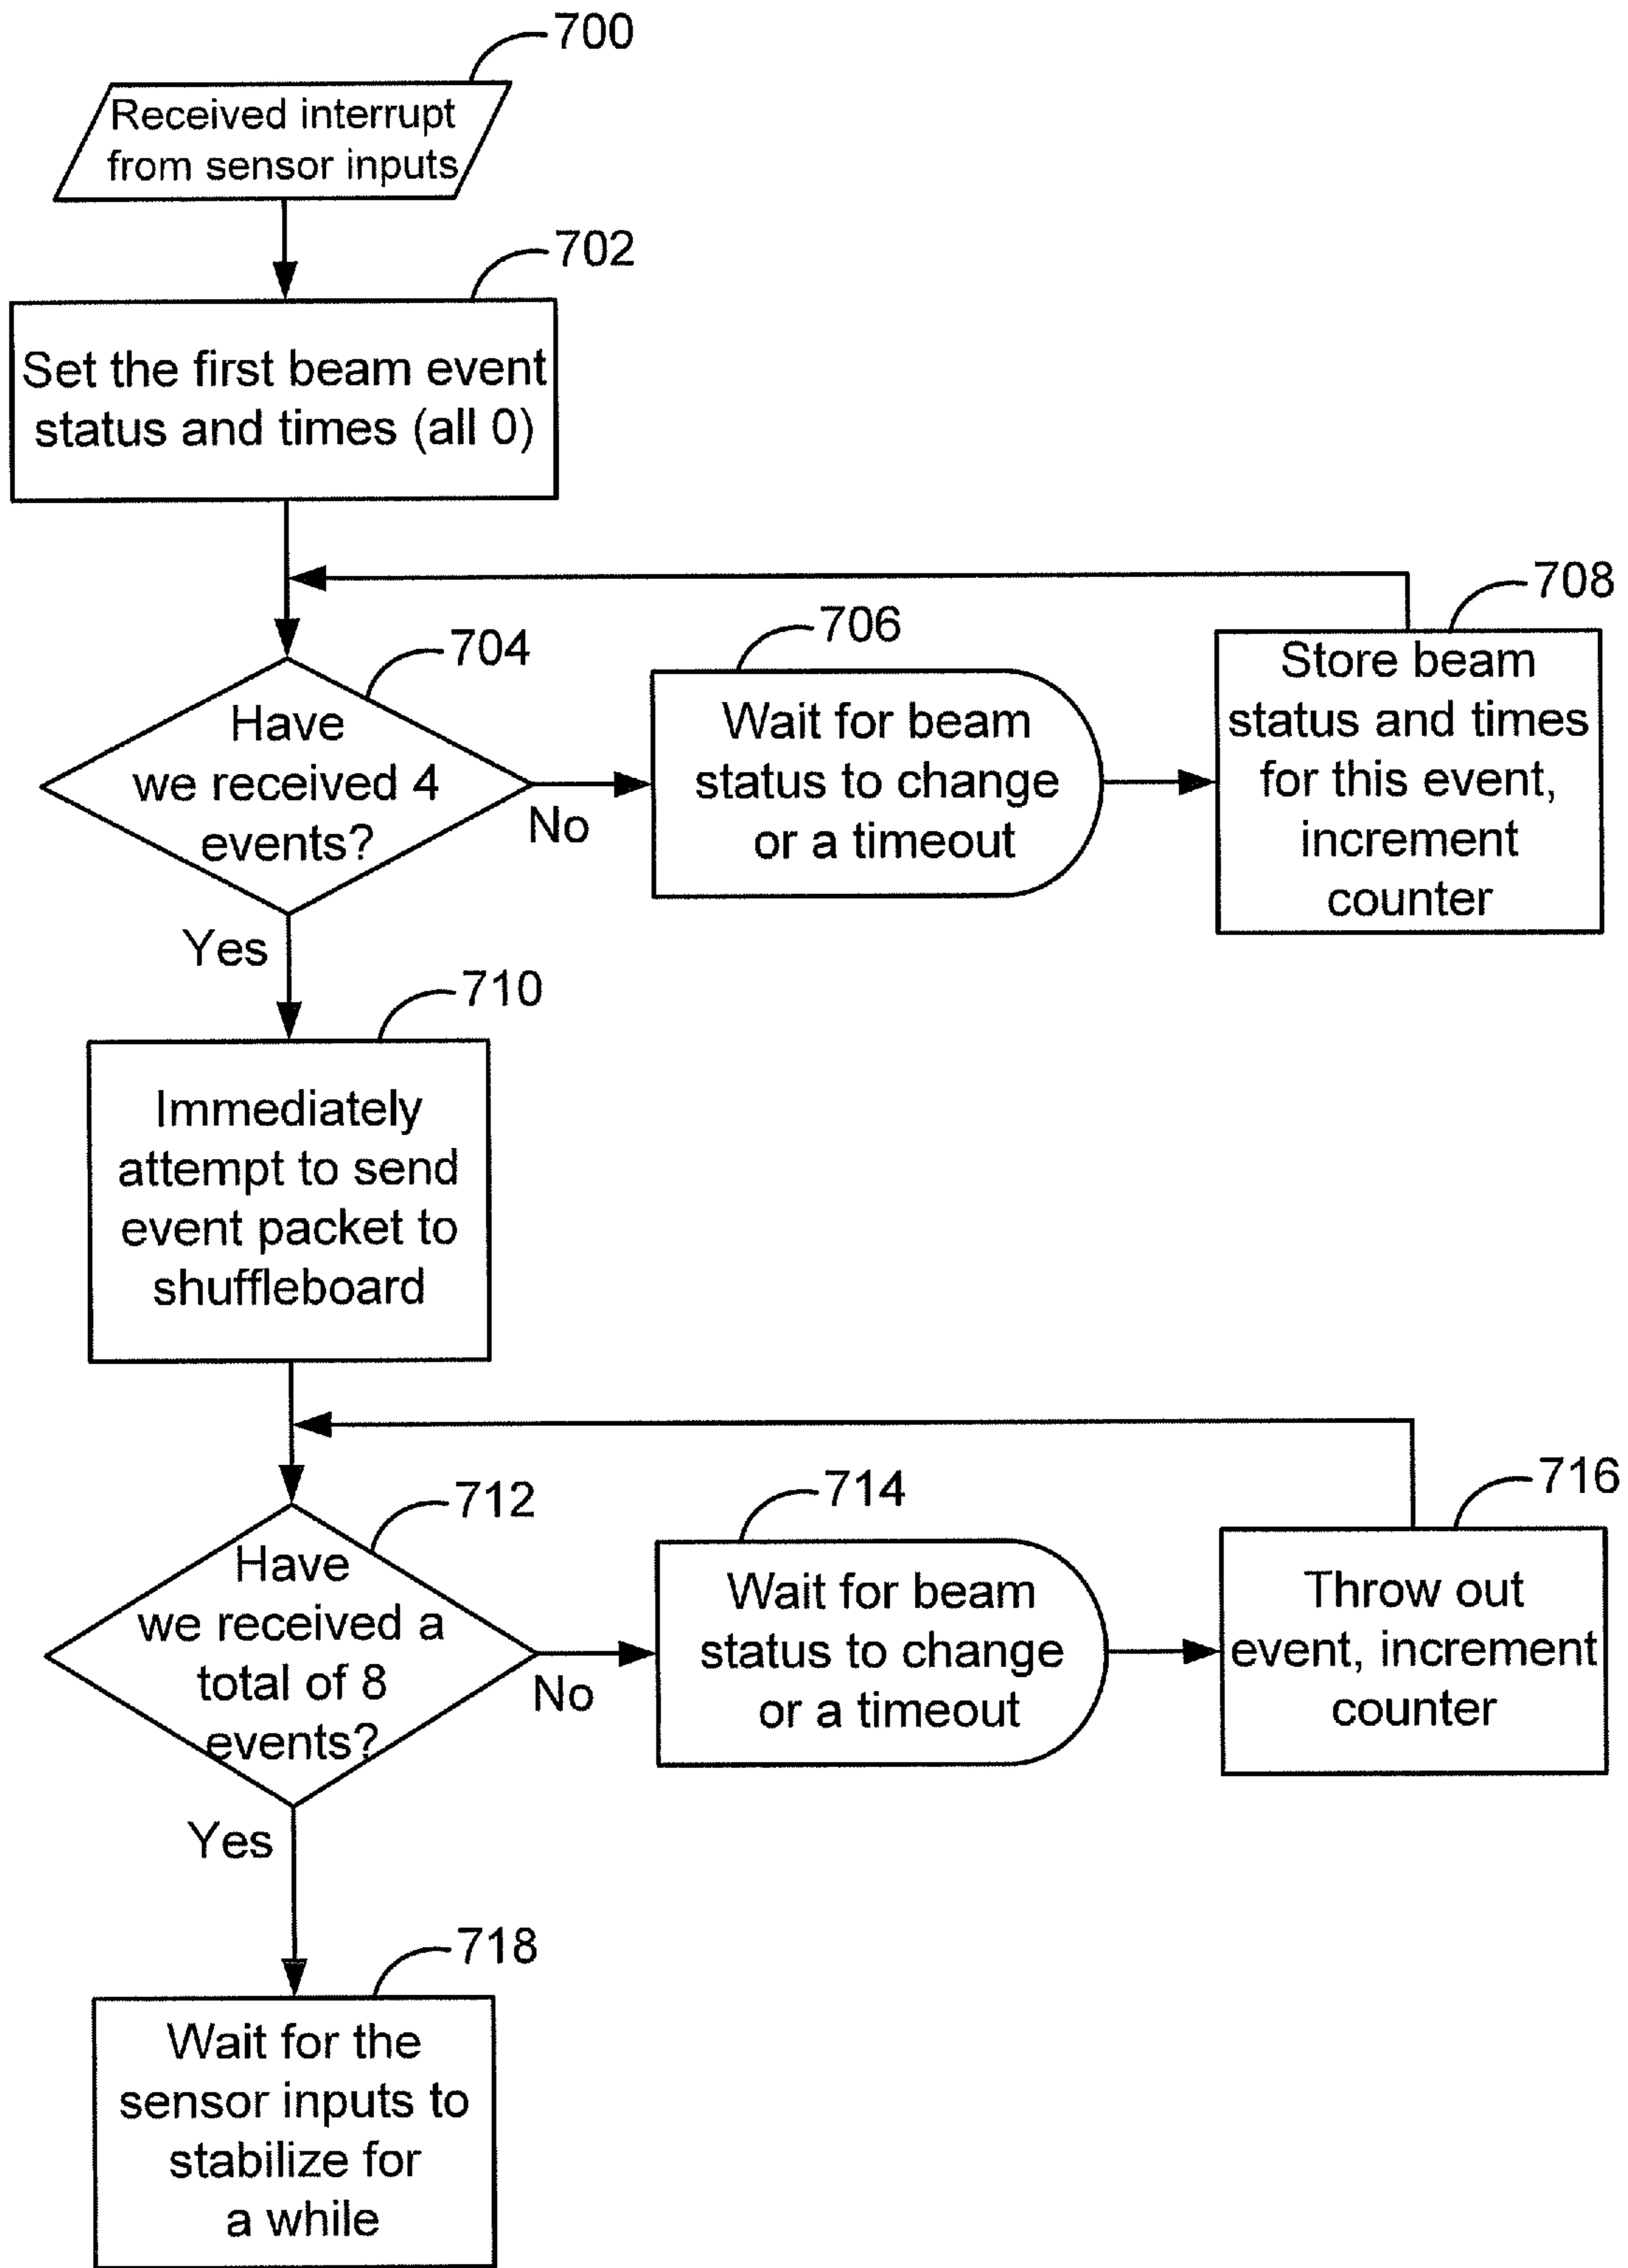 700
Received interrupt
from sensor inputs
702
Set the first beam event
status and times (all 0)
704
Have
we received 4
events?
No
Yes
706
Wait for beam
status to change
or a timeout
708
Store beam
status and times
for this event,
increment
counter
710
Immediately
attempt to send
event packet to
shuffleboard
712
Have
we received a
total of 8
events?
No
Yes
714
Wait for beam
status to change
or a timeout
716
Throw out
event, increment
counter
718
Wait for the
sensor inputs to
stabilize for
a while